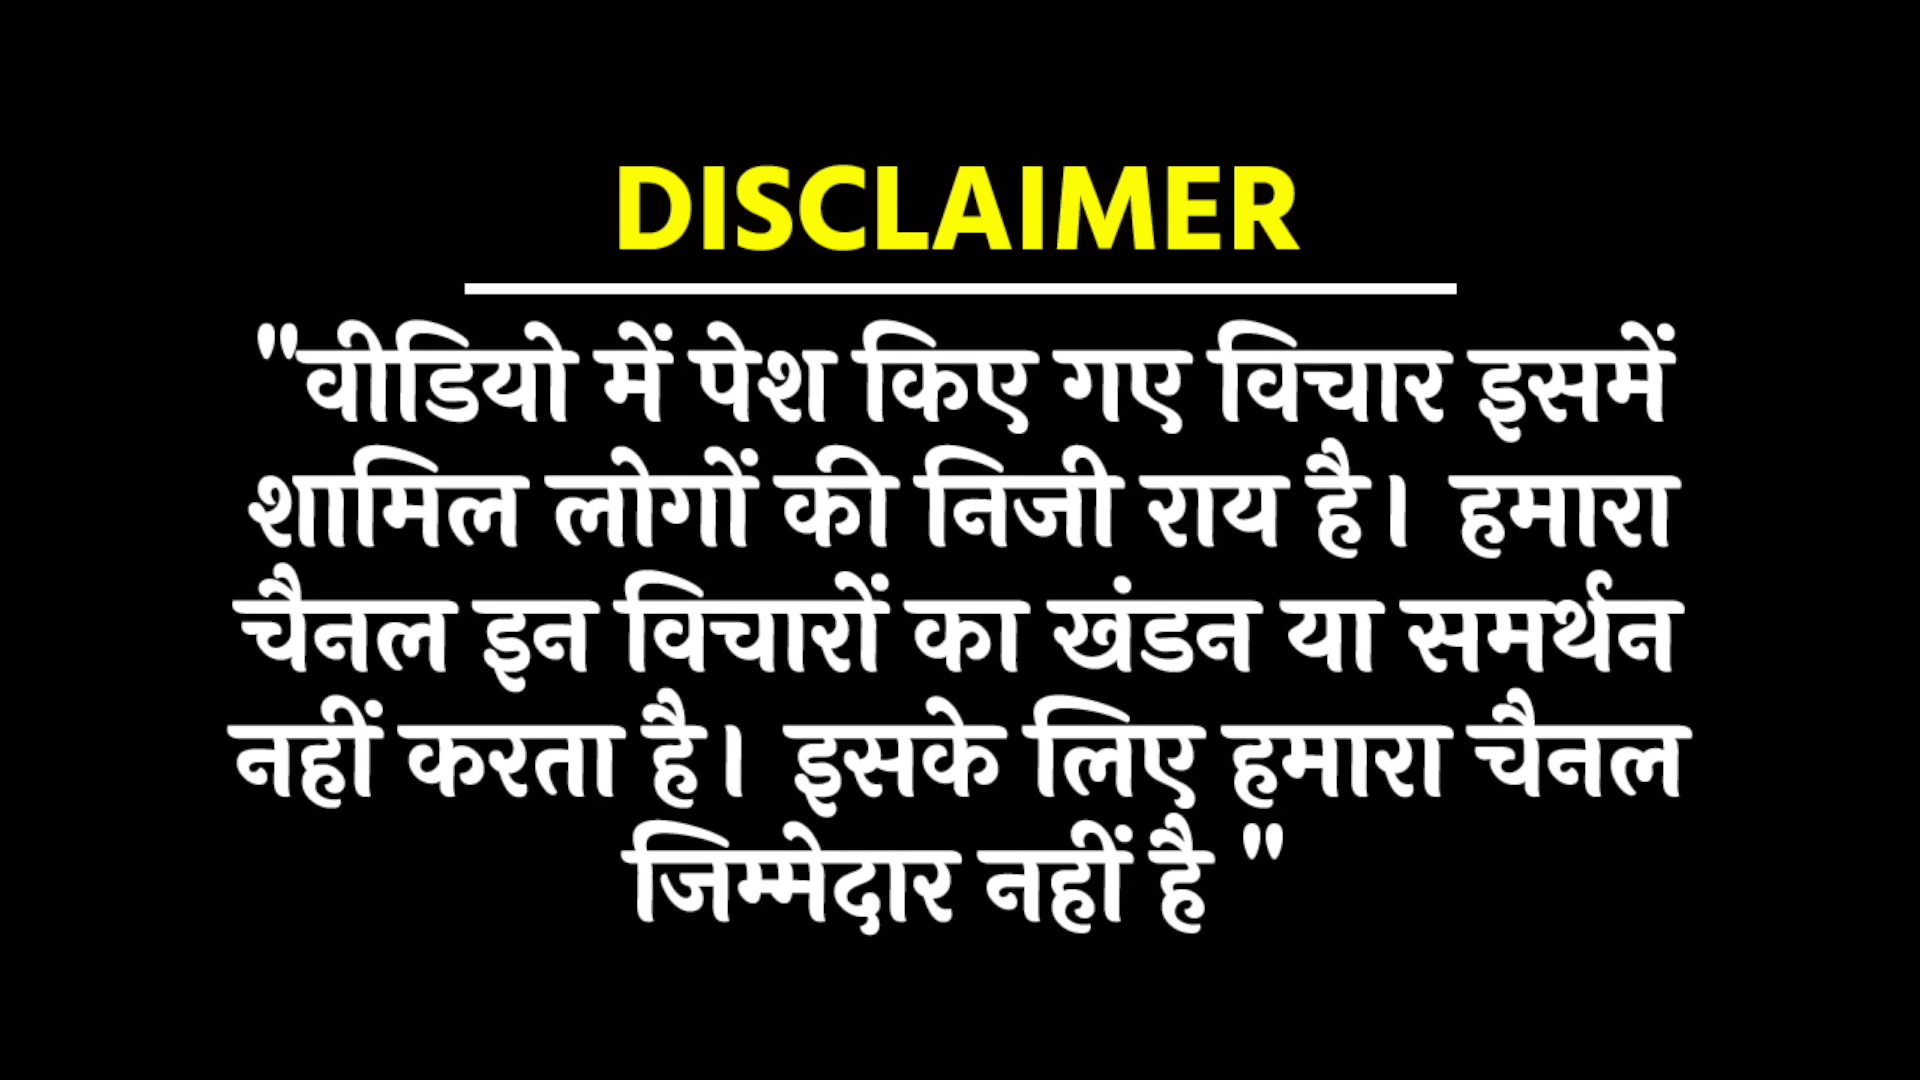 DISCLAIMER
"वीडियो में पेश किए गए विचार इसमें
शामिल लोगों की निजी राय है। हमारा
चैनल इन विचारों का खंडन या समर्थन
नहीं करता है। इसके लिए हमारा चैनल
जिम्मेदार नहीं है "